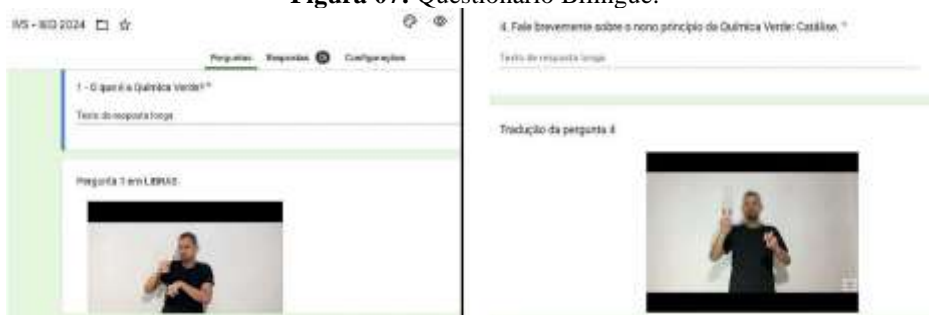 Figura 07: Questionário Bilíngue.
2024
Perguntas Respostas Configurações
1 - O que é a Química Verde? *
Texto de resposta longa
Pergunta 1 em LIBRAS
4. Fale brevemente sobre o nono princípio da Química Verde: Catálise. *
Texto de resposta longa
Tradução da pergunta 4